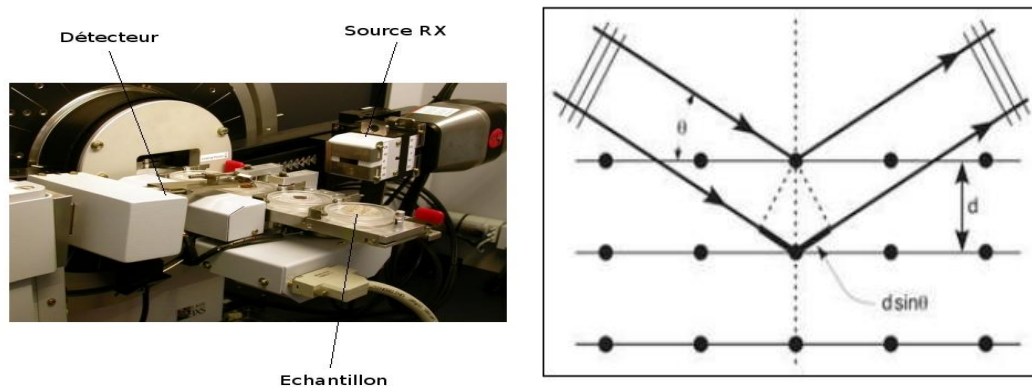 Détecteur
Source RX
Echantillon
θ
d
dsinθ